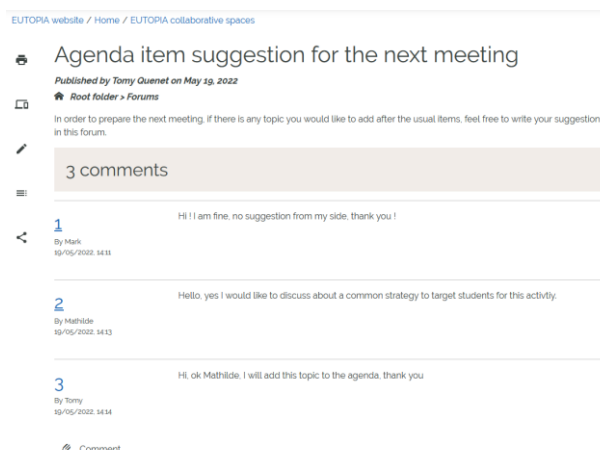 EUTOPIA website / Home / EUTOPIA collaborative spaces
Agenda item suggestion for the next meeting
Published by Tomy Quenet on May 19, 2022
Root folder > Forums
In order to prepare the next meeting, if there is any topic you would like to add after the usual items, feel free to write your suggestion
in this forum.
3 comments
1
Hi ! I am fine, no suggestion from my side, thank you !
By Mark
19/05/2022, 14:11
2
Hello, yes I would like to discuss about a common strategy to target students for this activtiy.
By Mathilde
19/05/2022, 14:13
3
Hi, ok Mathilde, I will add this topic to the agenda, thank you
By Tomy
19/05/2022, 14:14
Comment